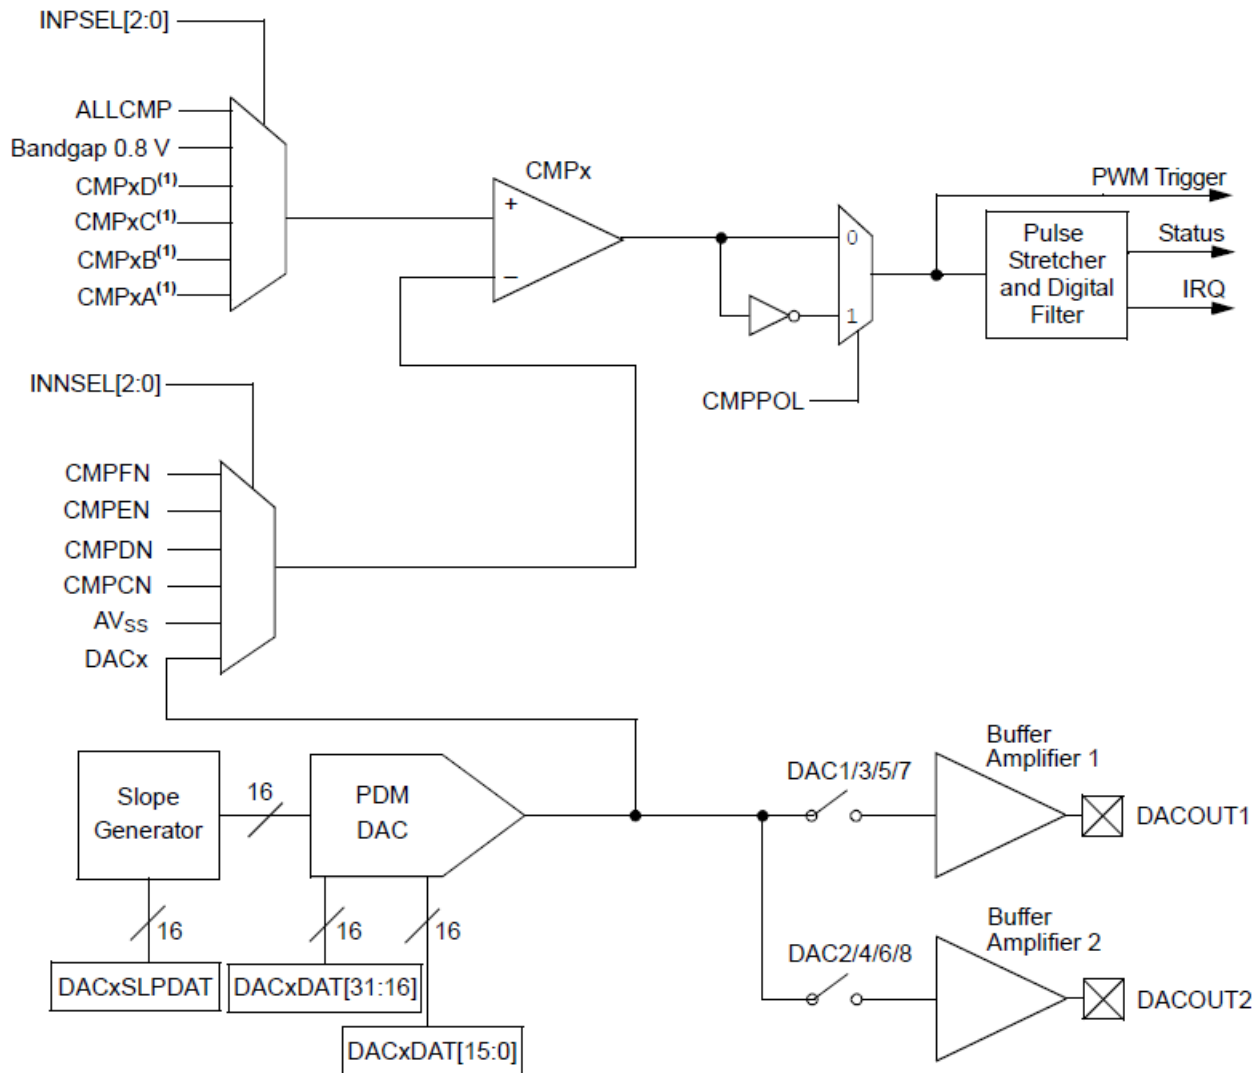 INPSEL[2:0]
ALLCMP
Bandgap 0.8 V
CMPxD(1)
CMPxC(1)
CMPxB(1)
CMPxA(1)
CMPx
+
–
0
1
CMPPOL
PWM Trigger
Pulse
Stretcher
and Digital
Filter
Status
IRQ
INNSEL[2:0]
CMPFN
CMPEN
CMPDN
CMPCN
AVSS
DACx
Slope
Generator
16
PDM
DAC
16
16
16
DACxSLPDAT
DACxDAT[31:16]
DACxDAT[15:0]
DAC1/3/5/7
Buffer
Amplifier 1
DACOUT1
DAC2/4/6/8
Buffer
Amplifier 2
DACOUT2